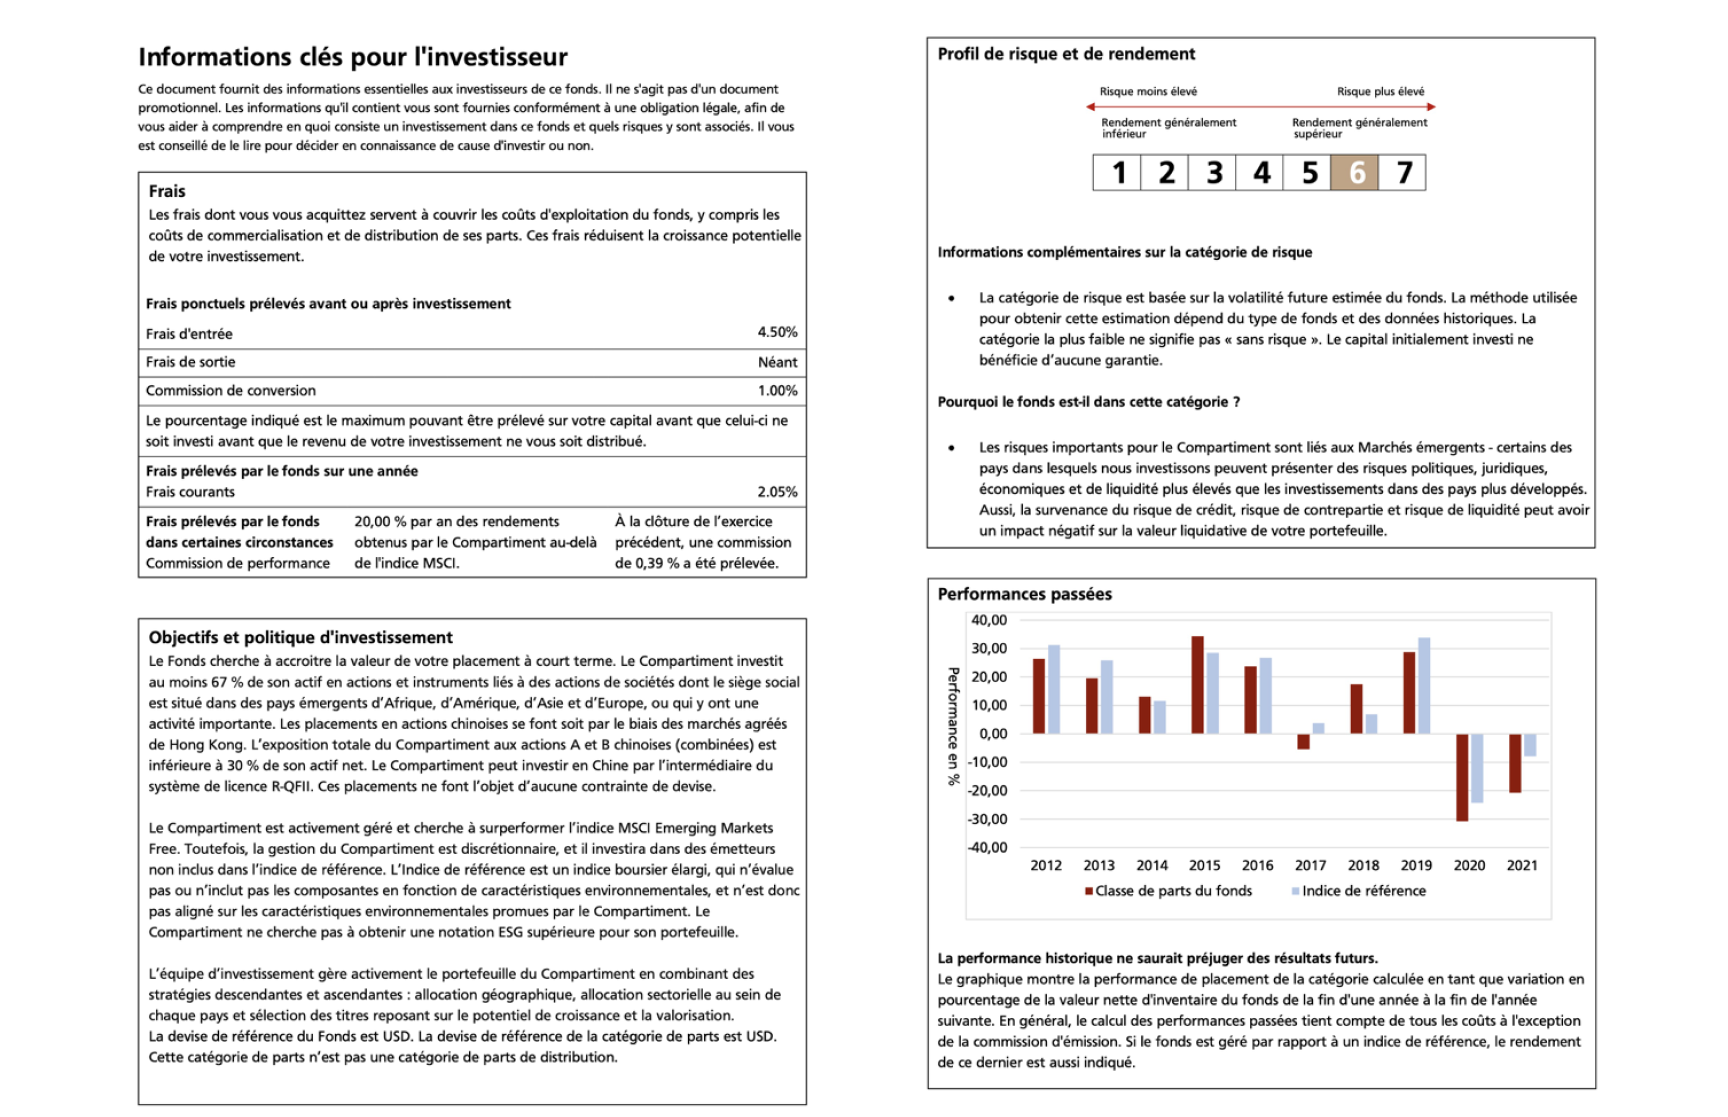 Informations clés pour l'investisseur
Ce document fournit des informations essentielles aux investisseurs de ce fonds. Il ne s'agit pas d'un document
promotionnel. Les informations qu'il contient vous sont fournies conformément à une obligation légale, afin de
vous aider à comprendre en quoi consiste un investissement dans ce fonds et quels risques y sont associés. Il vous
est conseillé de le lire pour décider en connaissance de cause d'investir ou non.
Frais
Les frais dont vous vous acquittez servent à couvrir les coûts d'exploitation du fonds, y compris les
coûts de commercialisation et de distribution de ses parts. Ces frais réduisent la croissance potentielle
de votre investissement.
Frais ponctuels prélevés avant ou après investissement
Frais d'entrée 4.50%
Frais de sortie Néant
Commission de conversion 1.00%
Le pourcentage indiqué est le maximum pouvant être prélevé sur votre capital avant que celui-ci ne
soit investi avant que le revenu de votre investissement ne vous soit distribué.
Frais prélevés par le fonds sur une année
Frais courants 2.05%
Frais prélevés par le fonds
dans certaines circonstances
Commission de performance
20,00 % par an des rendements
obtenus par le Compartiment au-delà
de l'indice MSCI.
À la clôture de l’exercice
précédent, une commission
de 0,39 % a été prélevée.
Objectifs et politique d'investissement
Le Fonds cherche à accroitre la valeur de votre placement à court terme. Le Compartiment investit
au moins 67 % de son actif en actions et instruments liés à des actions de sociétés dont le siège social
est situé dans des pays émergents d’Afrique, d’Amérique, d’Asie et d’Europe, ou qui y ont une
activité importante. Les placements en actions chinoises se font soit par le biais des marchés agréés
de Hong Kong. L’exposition totale du Compartiment aux actions A et B chinoises (combinées) est
inférieure à 30 % de son actif net. Le Compartiment peut investir en Chine par l’intermédiaire du
système de licence R-QFII. Ces placements ne font l’objet d’aucune contrainte de devise.
Le Compartiment est activement géré et cherche à surperformer l’indice MSCI Emerging Markets
Free. Toutefois, la gestion du Compartiment est discrétionnaire, et il investira dans des émetteurs
non inclus dans l’indice de référence. L’Indice de référence est un indice boursier élargi, qui n’évalue
pas ou n’inclut pas les composantes en fonction de caractéristiques environnementales, et n’est donc
pas aligné sur les caractéristiques environnementales promues par le Compartiment. Le
Compartiment ne cherche pas à obtenir une notation ESG supérieure pour son portefeuille.
L’équipe d’investissement gère activement le portefeuille du Compartiment en combinant des
stratégies descendantes et ascendantes : allocation géographique, allocation sectorielle au sein de
chaque pays et sélection des titres reposant sur le potentiel de croissance et la valorisation.
La devise de référence du Fonds est USD. La devise de référence de la catégorie de parts est USD.
Cette catégorie de parts n’est pas une catégorie de parts de distribution.
Profil de risque et de rendement
Risque moins élevé Risque plus élevé
Rendement généralement
inférieur
Rendement généralement
supérieur
1 2 3 4 5 6 7
Informations complémentaires sur la catégorie de risque
• La catégorie de risque est basée sur la volatilité future estimée du fonds. La méthode utilisée
pour obtenir cette estimation dépend du type de fonds et des données historiques. La
catégorie la plus faible ne signifie pas « sans risque ». Le capital initialement investi ne
bénéficie d’aucune garantie.
Pourquoi le fonds est-il dans cette catégorie ?
• Les risques importants pour le Compartiment sont liés aux Marchés émergents - certains des
pays dans lesquels nous investissons peuvent présenter des risques politiques, juridiques,
économiques et de liquidité plus élevés que les investissements dans des pays plus développés.
Aussi, la survenance du risque de crédit, risque de contrepartie et risque de liquidité peut avoir
un impact négatif sur la valeur liquidative de votre portefeuille.
Performances passées
Performance en %
40,00
30,00
20,00
10,00
0,00
-10,00
-20,00
-30,00
-40,00
2012 2013 2014 2015 2016 2017 2018 2019 2020 2021
Classe de parts du fonds Indice de référence
La performance historique ne saurait préjuger des résultats futurs.
Le graphique montre la performance de placement de la catégorie calculée en tant que variation en
pourcentage de la valeur nette d'inventaire du fonds de la fin d'une année à la fin de l'année
suivante. En général, le calcul des performances passées tient compte de tous les coûts à l'exception
de la commission d'émission. Si le fonds est géré par rapport à un indice de référence, le rendement
de ce dernier est aussi indiqué.